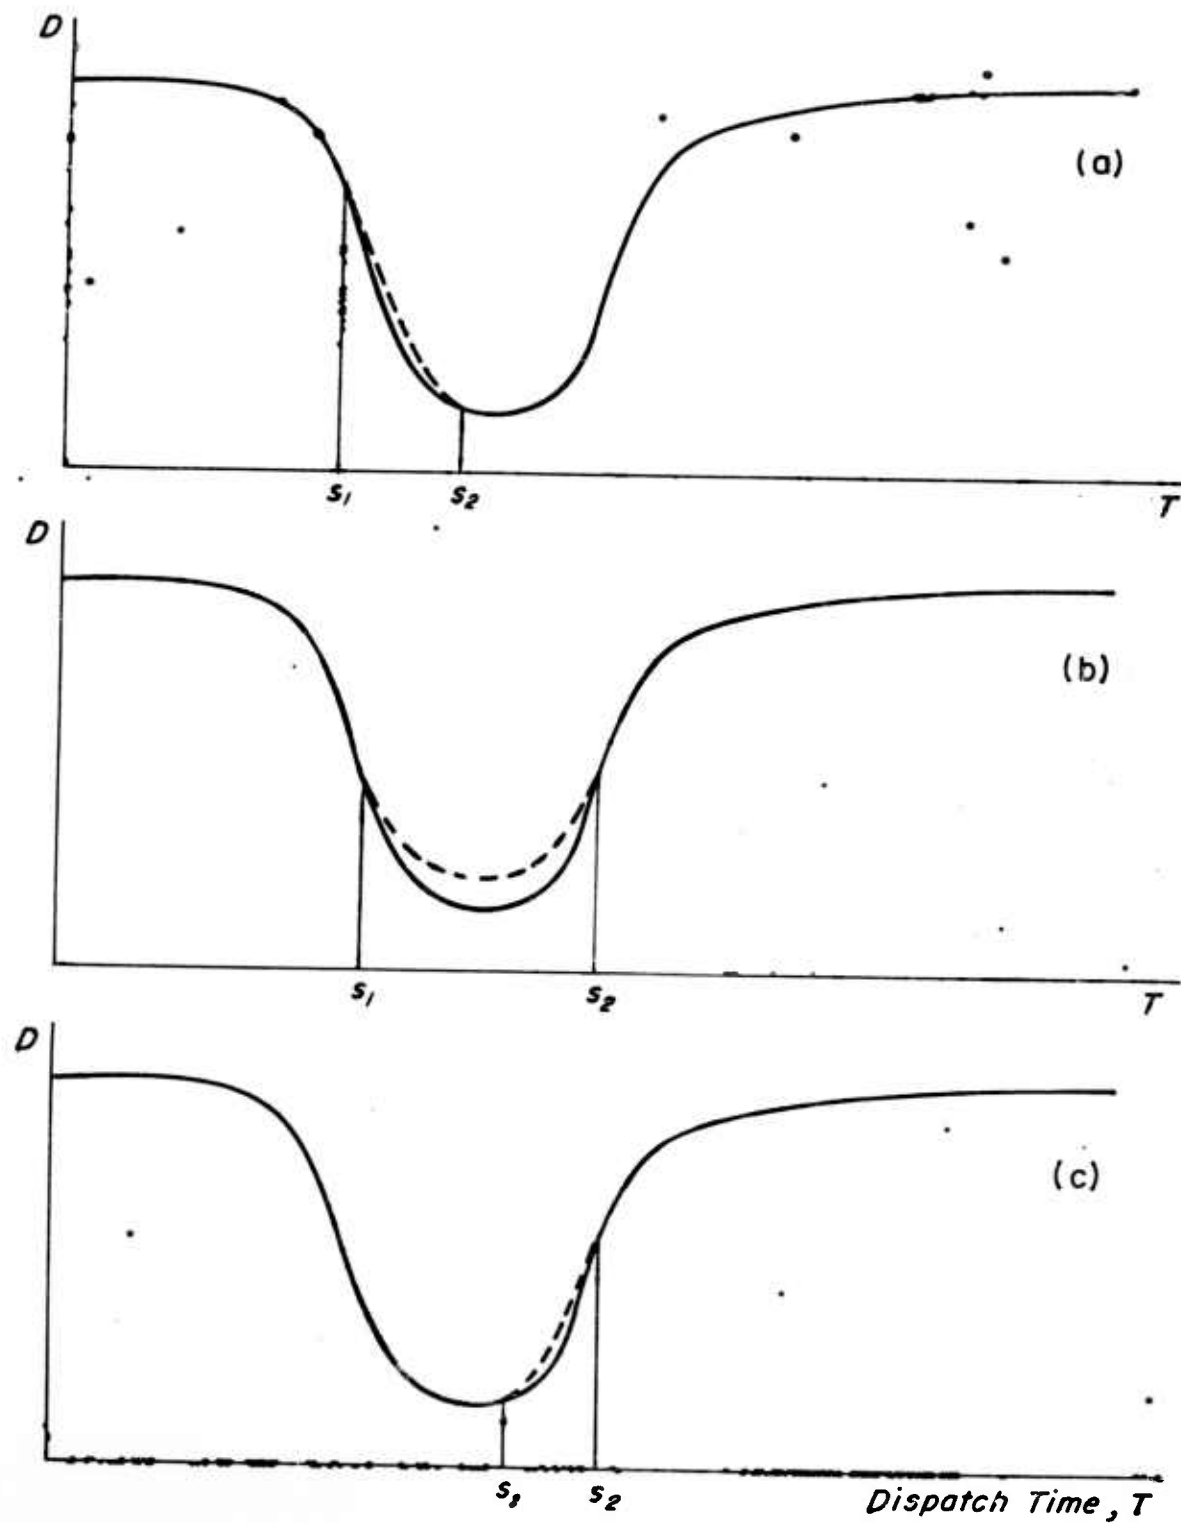 D
(a)
s₁ s₂
T
D
(b)
s₁ s₂ T
D
(c)
s₂
Dispatch Time, T